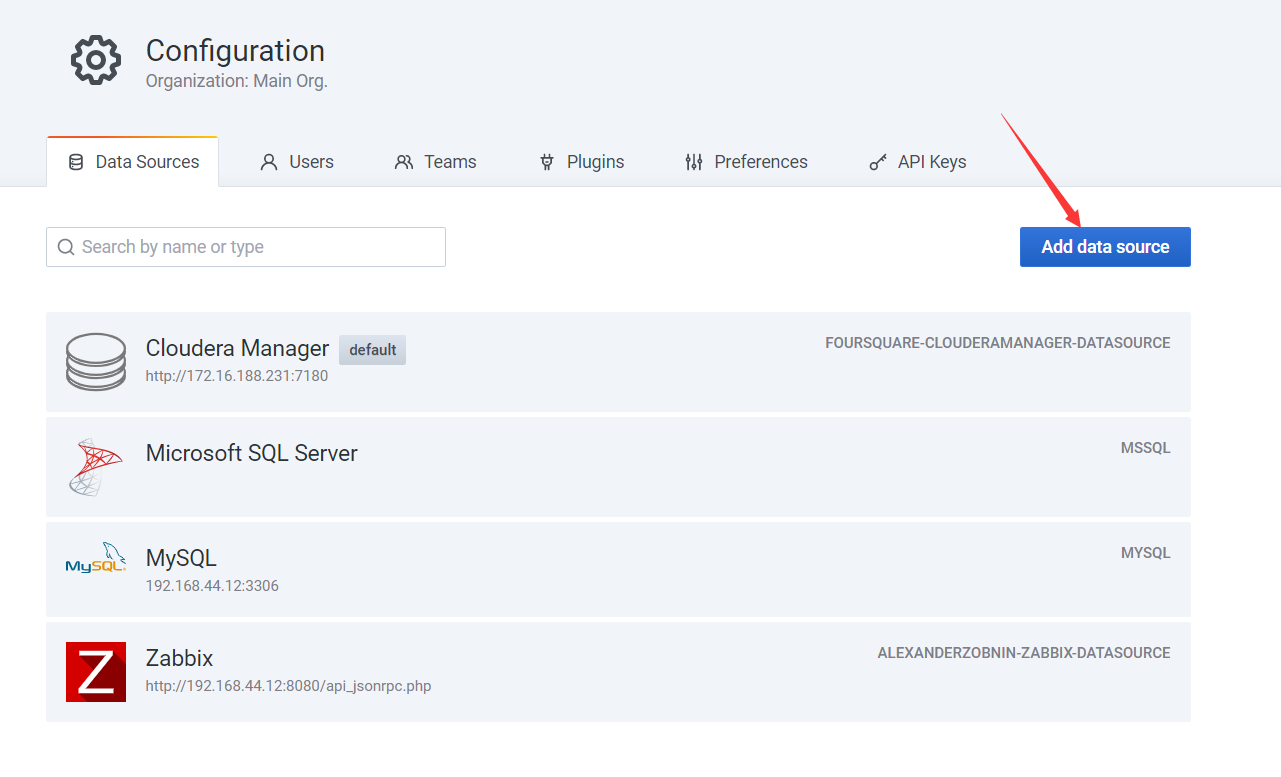 Configuration
Organization: Main Org.
Data Sources
Users
Teams
Plugins
Preferences
API Keys
Search by name or type
Add data source
Cloudera Manager
default
FOURSQUARE-CLOUDERAMANAGER-DATASOURCE
http://172.16.188.231:7180
Microsoft SQL Server
MSSQL
MySQL
MySQL
MYSQL
192.168.44.12:3306
Z
Zabbix
ALEXANDERZOBNIN-ZABBIX-DATASOURCE
http://192.168.44.12:8080/api_jsonrpc.php